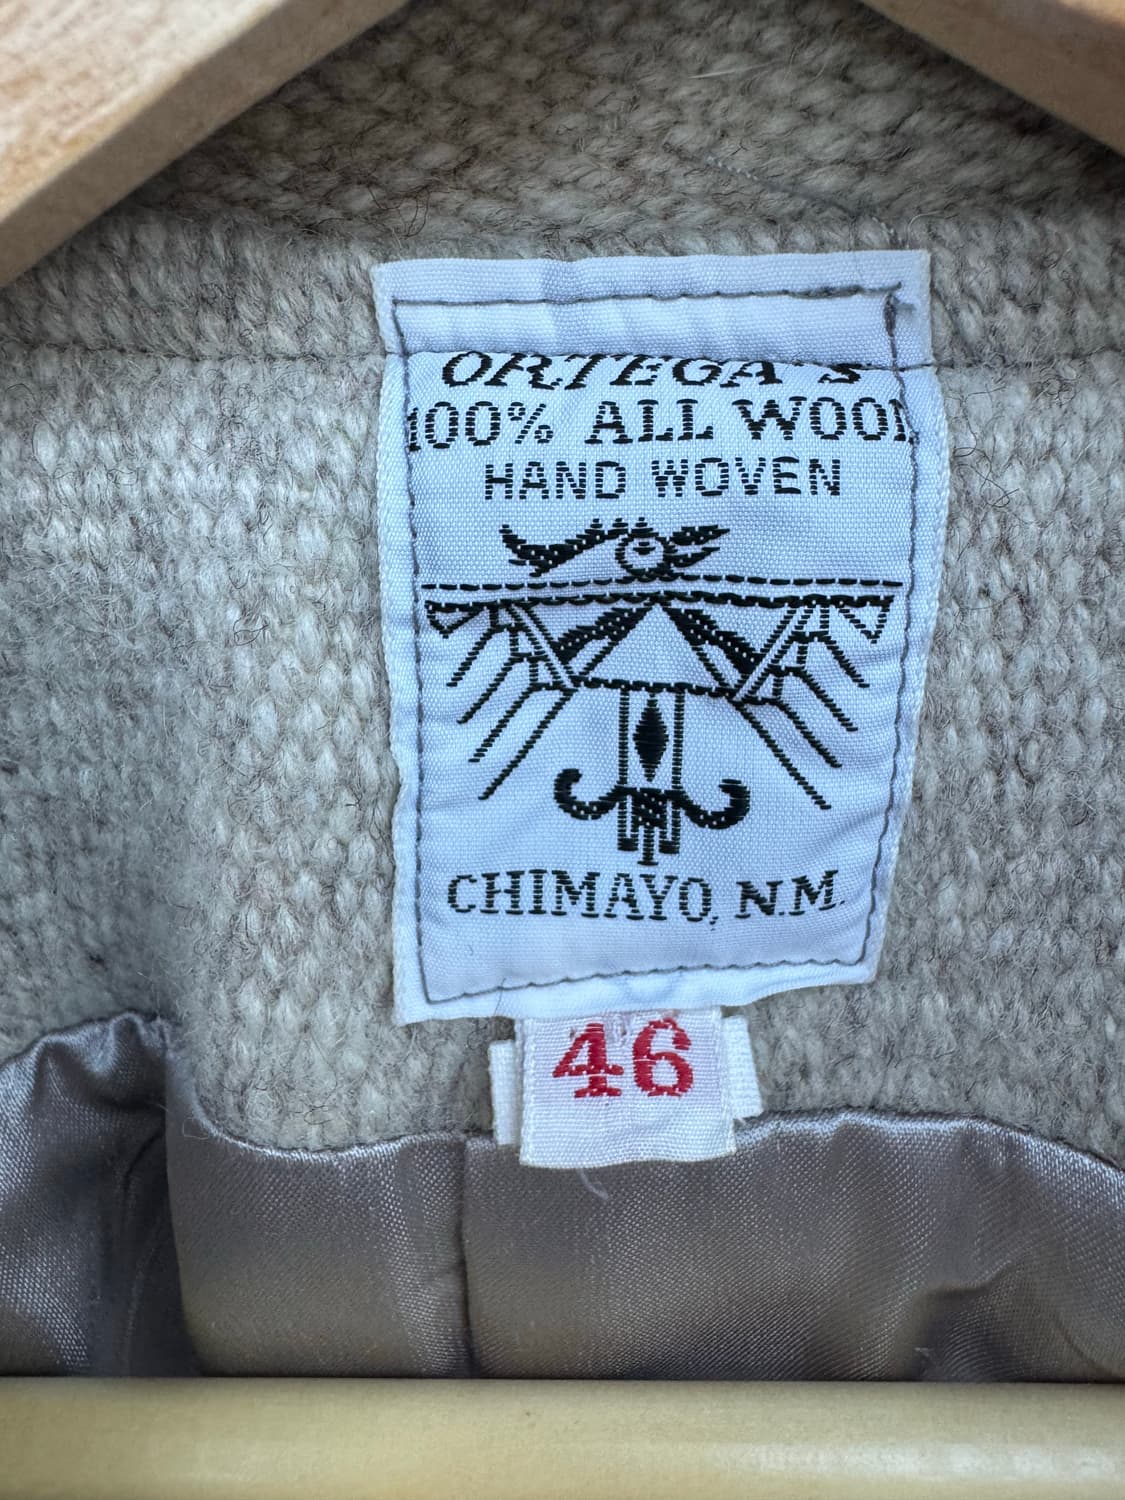 ORTEGA'S
100% ALL WOOL
HAND WOVEN
CHIMAYO, N.M.
46